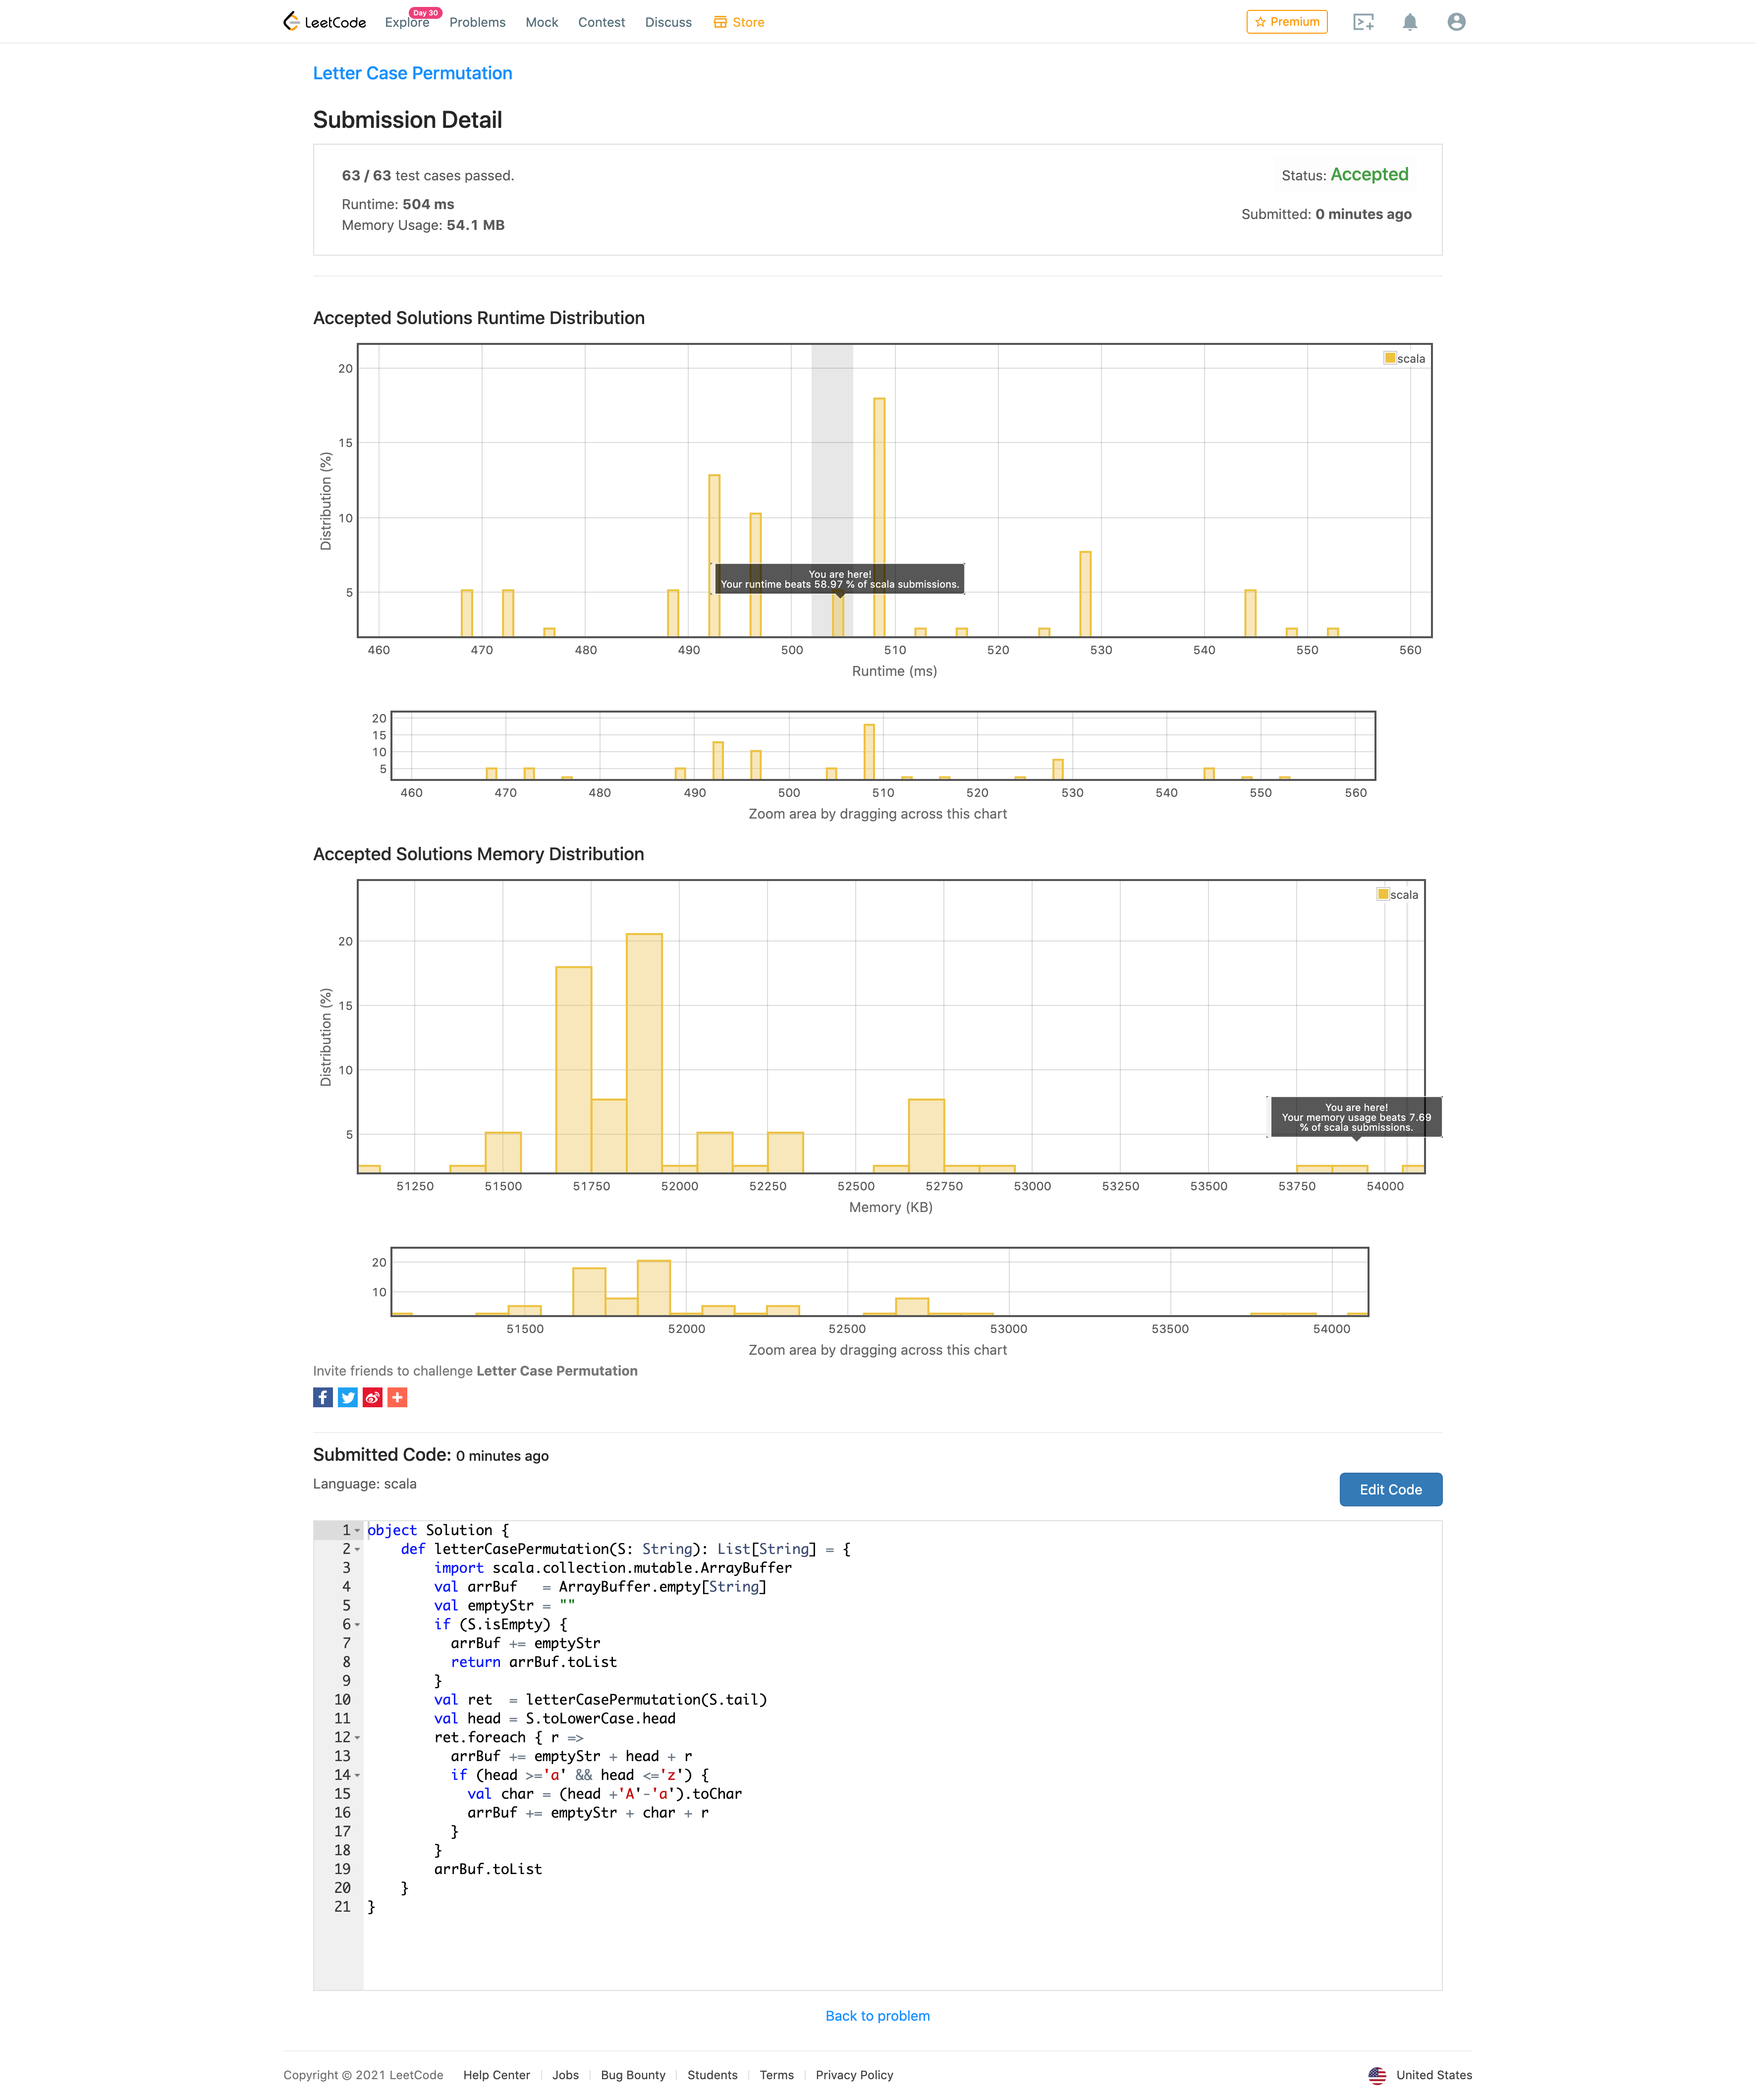 LeetCode Explore Day 30 Problems Mock Contest Discuss Store Premium
Letter Case Permutation
Submission Detail
63 / 63 test cases passed.
Status: Accepted
Runtime: 504 ms
Submitted: 0 minutes ago
Memory Usage: 54.1 MB
Accepted Solutions Runtime Distribution
scala
20
15
10
5
Distribution (%)
You are here!
Your runtime beats 58.97 % of scala submissions.
460 470 480 490 500 510 520 530 540 550 560
Runtime (ms)
20
15
10
5
460 470 480 490 500 510 520 530 540 550 560
Zoom area by dragging across this chart
Accepted Solutions Memory Distribution
scala
20
15
10
5
Distribution (%)
You are here!
Your memory usage beats 7.69
% of scala submissions.
51250 51500 51750 52000 52250 52500 52750 53000 53250 53500 53750 54000
Memory (KB)
20
10
51500 52000 52500 53000 53500 54000
Zoom area by dragging across this chart
Invite friends to challenge Letter Case Permutation
Submitted Code: 0 minutes ago
Language: scala
Edit Code
1 object Solution {
2     def letterCasePermutation(S: String): List[String] = {
3         import scala.collection.mutable.ArrayBuffer
4         val arrBuf   = ArrayBuffer.empty[String]
5         val emptyStr = ""
6         if (S.isEmpty) {
7           arrBuf += emptyStr
8           return arrBuf.toList
9         }
10         val ret  = letterCasePermutation(S.tail)
11         val head = S.toLowerCase.head
12         ret.foreach { r =>
13           arrBuf += emptyStr + head + r
14           if (head >='a' && head <='z') {
15             val char = (head +'A'-'a').toChar
16             arrBuf += emptyStr + char + r
17           }
18         }
19         arrBuf.toList
20     }
21 }
Back to problem
Copyright © 2021 LeetCode Help Center Jobs Bug Bounty Students Terms Privacy Policy United States